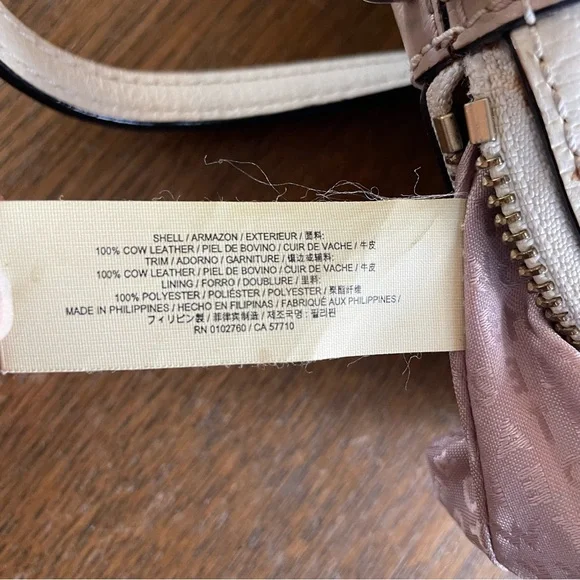 SHELL / ARMAZON / EXTERIEUR / 面料:
100% COW LEATHER / PIEL DE BOVINO / CUIR DE VACHE / 牛皮
TRIM / ADORNO / GARNITURE / 镶边或辅料:
100% COW LEATHER / PIEL DE BOVINO / CUIR DE VACHE / 牛皮
LINING / FORRO / DOUBLURE / 里料:
100% POLYESTER / POLIÉSTER / POLYESTER / 聚酯纤维
MADE IN PHILIPPINES / HECHO EN FILIPINAS / FABRIQUÉ AUX PHILIPPINES /
フィリピン製 / 菲律宾制造 / 제조국명 : 필리핀
RN 0102760 / CA 57710